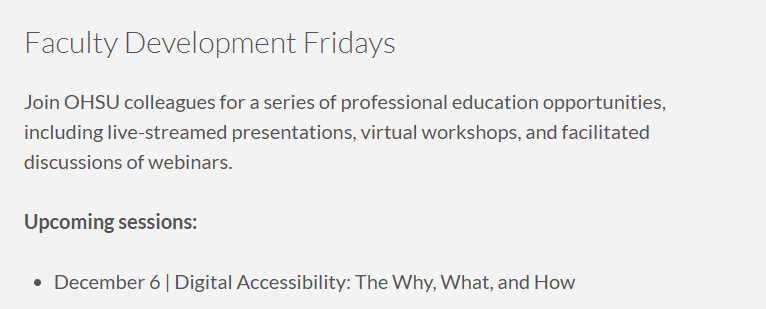 Faculty Development Fridays
Join OHSU colleagues for a series of professional education opportunities,
including live-streamed presentations, virtual workshops, and facilitated
discussions of webinars.
Upcoming sessions:
• December 6 | Digital Accessibility: The Why, What, and How